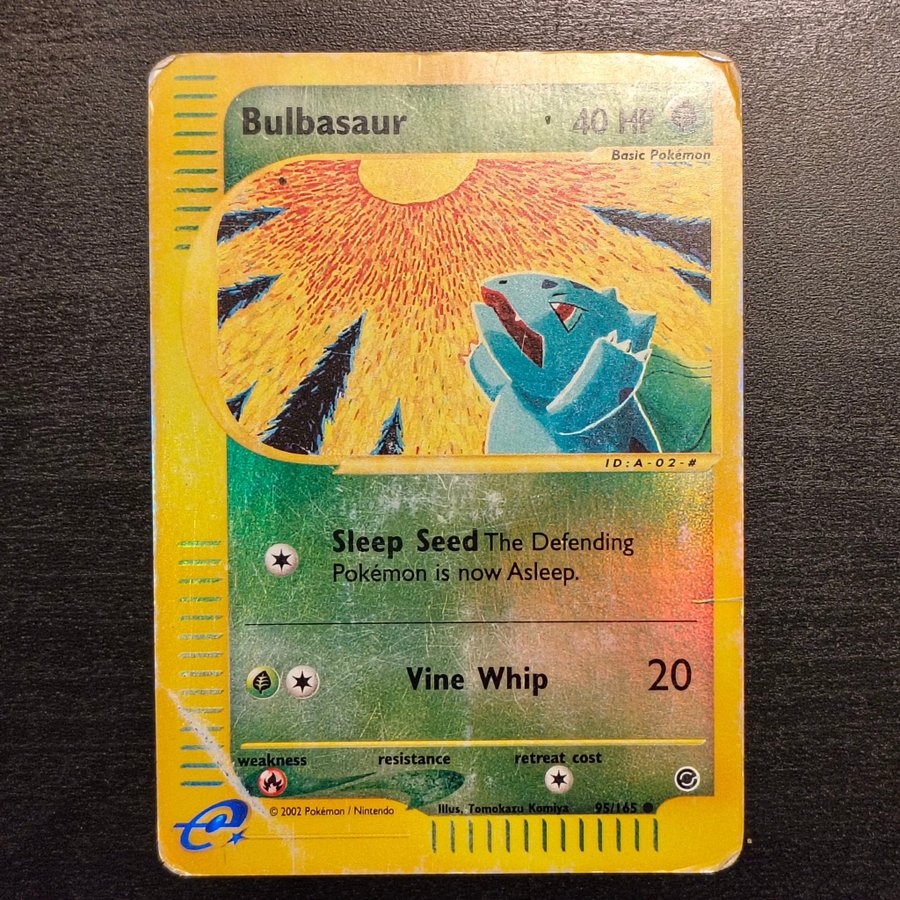 Bulbasaur 40 HP
Basic Pokémon
ID:A-02-#
Sleep Seed The Defending
Pokémon is now Asleep.
Vine Whip 20
weakness resistance retreat cost
© 2002 Pokémon / Nintendo Illus. Tomokazu Komiya 95/165